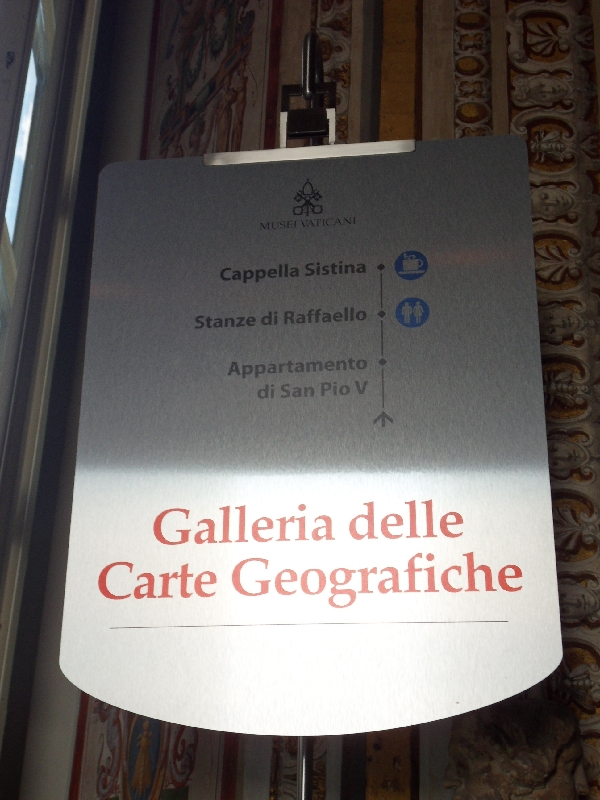 MUSEI VATICANI
Cappella Sistina
Stanze di Raffaello
Appartamento
di San Pio V
Galleria delle
Carte Geografiche